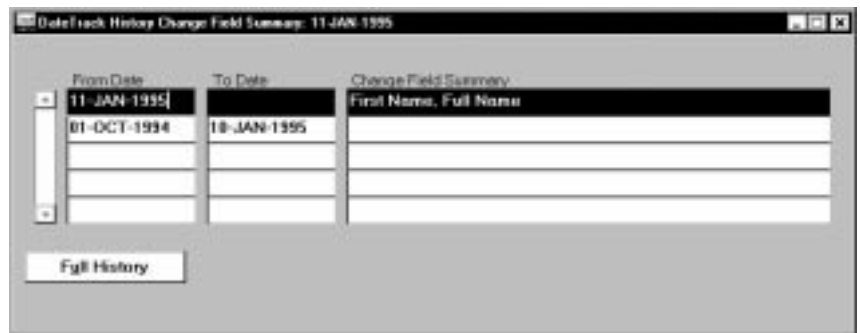 DateTrack History Change Field Summary: 11-JAN-1995
From Date To Date Change Field Summary
11-JAN-1995 First Name, Full Name
01-OCT-1994 10-JAN-1995
Full History